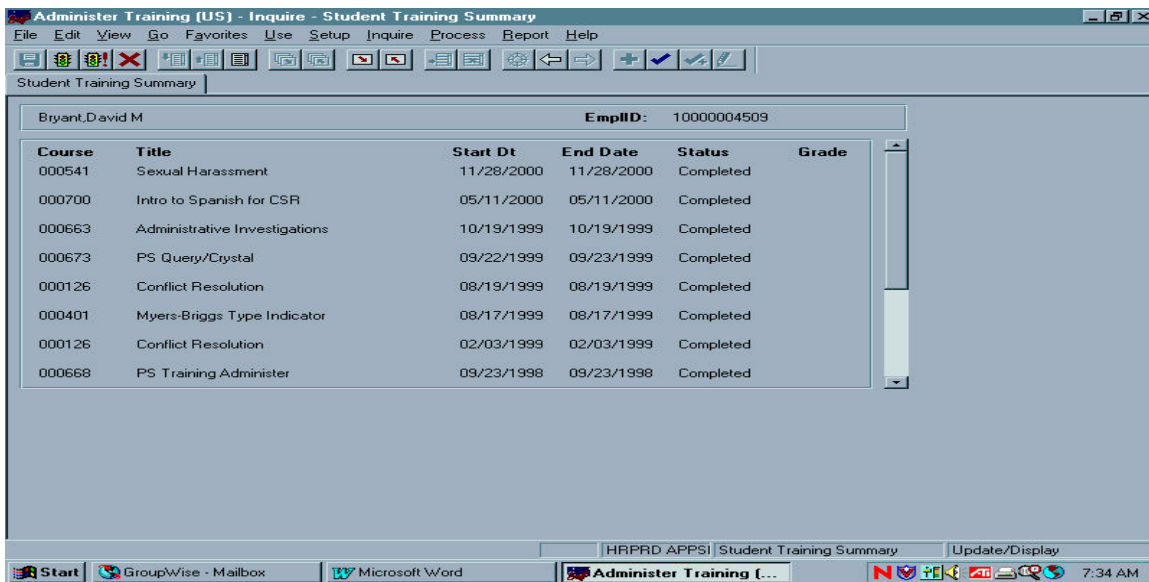 Administer Training (US) - Inquire - Student Training Summary
File Edit View Go Favorites Use Setup Inquire Process Report Help
Student Training Summary
Bryant,David M EmplID: 10000004509
Course Title Start Dt End Date Status Grade
000541 Sexual Harassment 11/28/2000 11/28/2000 Completed
000700 Intro to Spanish for CSR 05/11/2000 05/11/2000 Completed
000663 Administrative Investigations 10/19/1999 10/19/1999 Completed
000673 PS Query/Crystal 09/22/1999 09/23/1999 Completed
000126 Conflict Resolution 08/19/1999 08/19/1999 Completed
000401 Myers-Briggs Type Indicator 08/17/1999 08/17/1999 Completed
000126 Conflict Resolution 02/03/1999 02/03/1999 Completed
000668 PS Training Administer 09/23/1998 09/23/1998 Completed
HRPRD APPSI Student Training Summary Update/Display
Start GroupWise - Mailbox Microsoft Word Administer Training (... N 7:34 AM